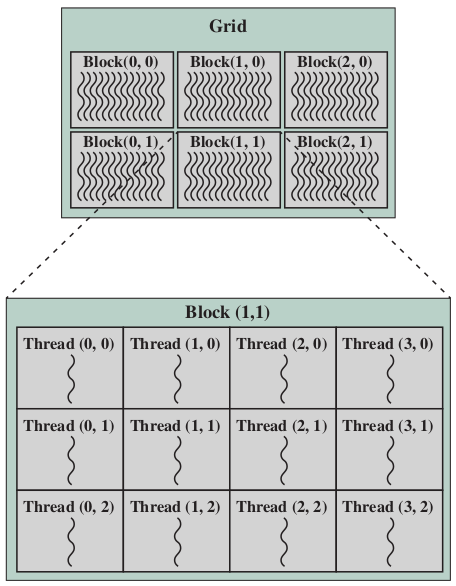 Grid
Block(0, 0) Block(1, 0) Block(2, 0)
Block(0, 1) Block(1, 1) Block(2, 1)
Block (1,1)
Thread (0, 0) Thread (1, 0) Thread (2, 0) Thread (3, 0)
Thread (0, 1) Thread (1, 1) Thread (2, 1) Thread (3, 1)
Thread (0, 2) Thread (1, 2) Thread (2, 2) Thread (3, 2)